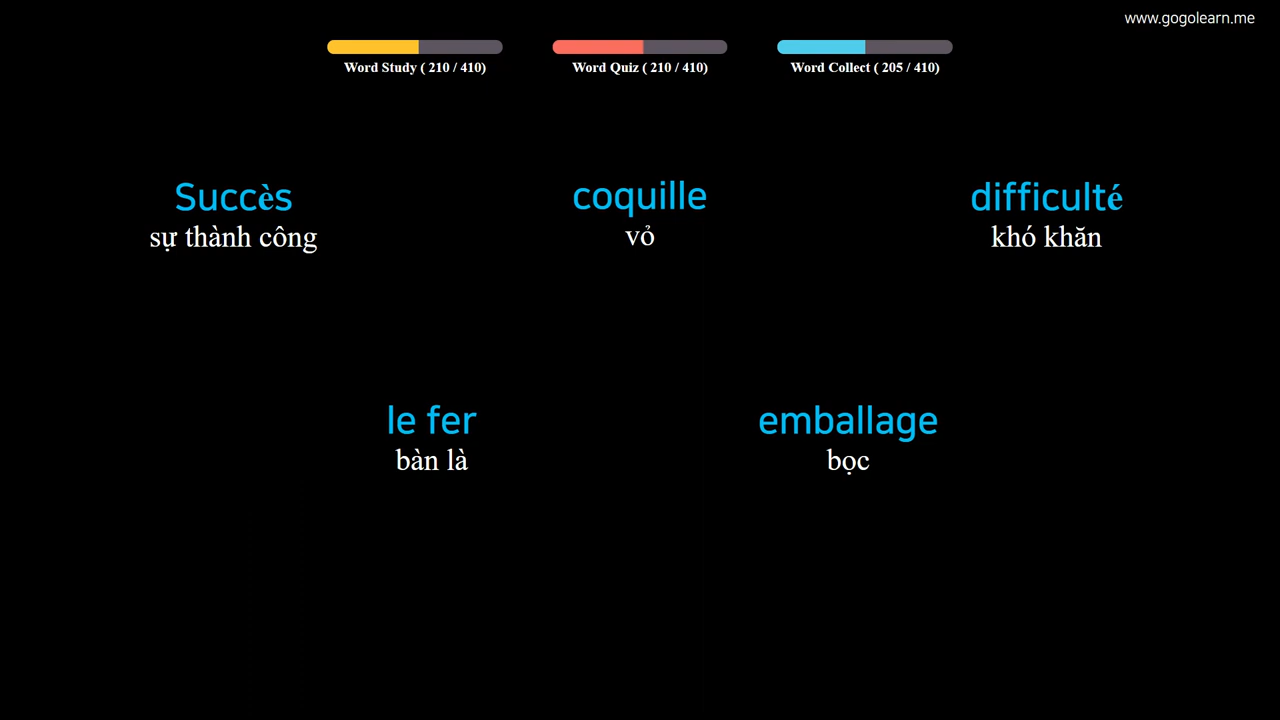 www.gogolearn.me
Word Study ( 210 / 410)
Word Quiz ( 210 / 410)
Word Collect ( 205 / 410)
Succès
sự thành công
coquille
vỏ
difficulté
khó khăn
le fer
bàn là
emballage
bọc